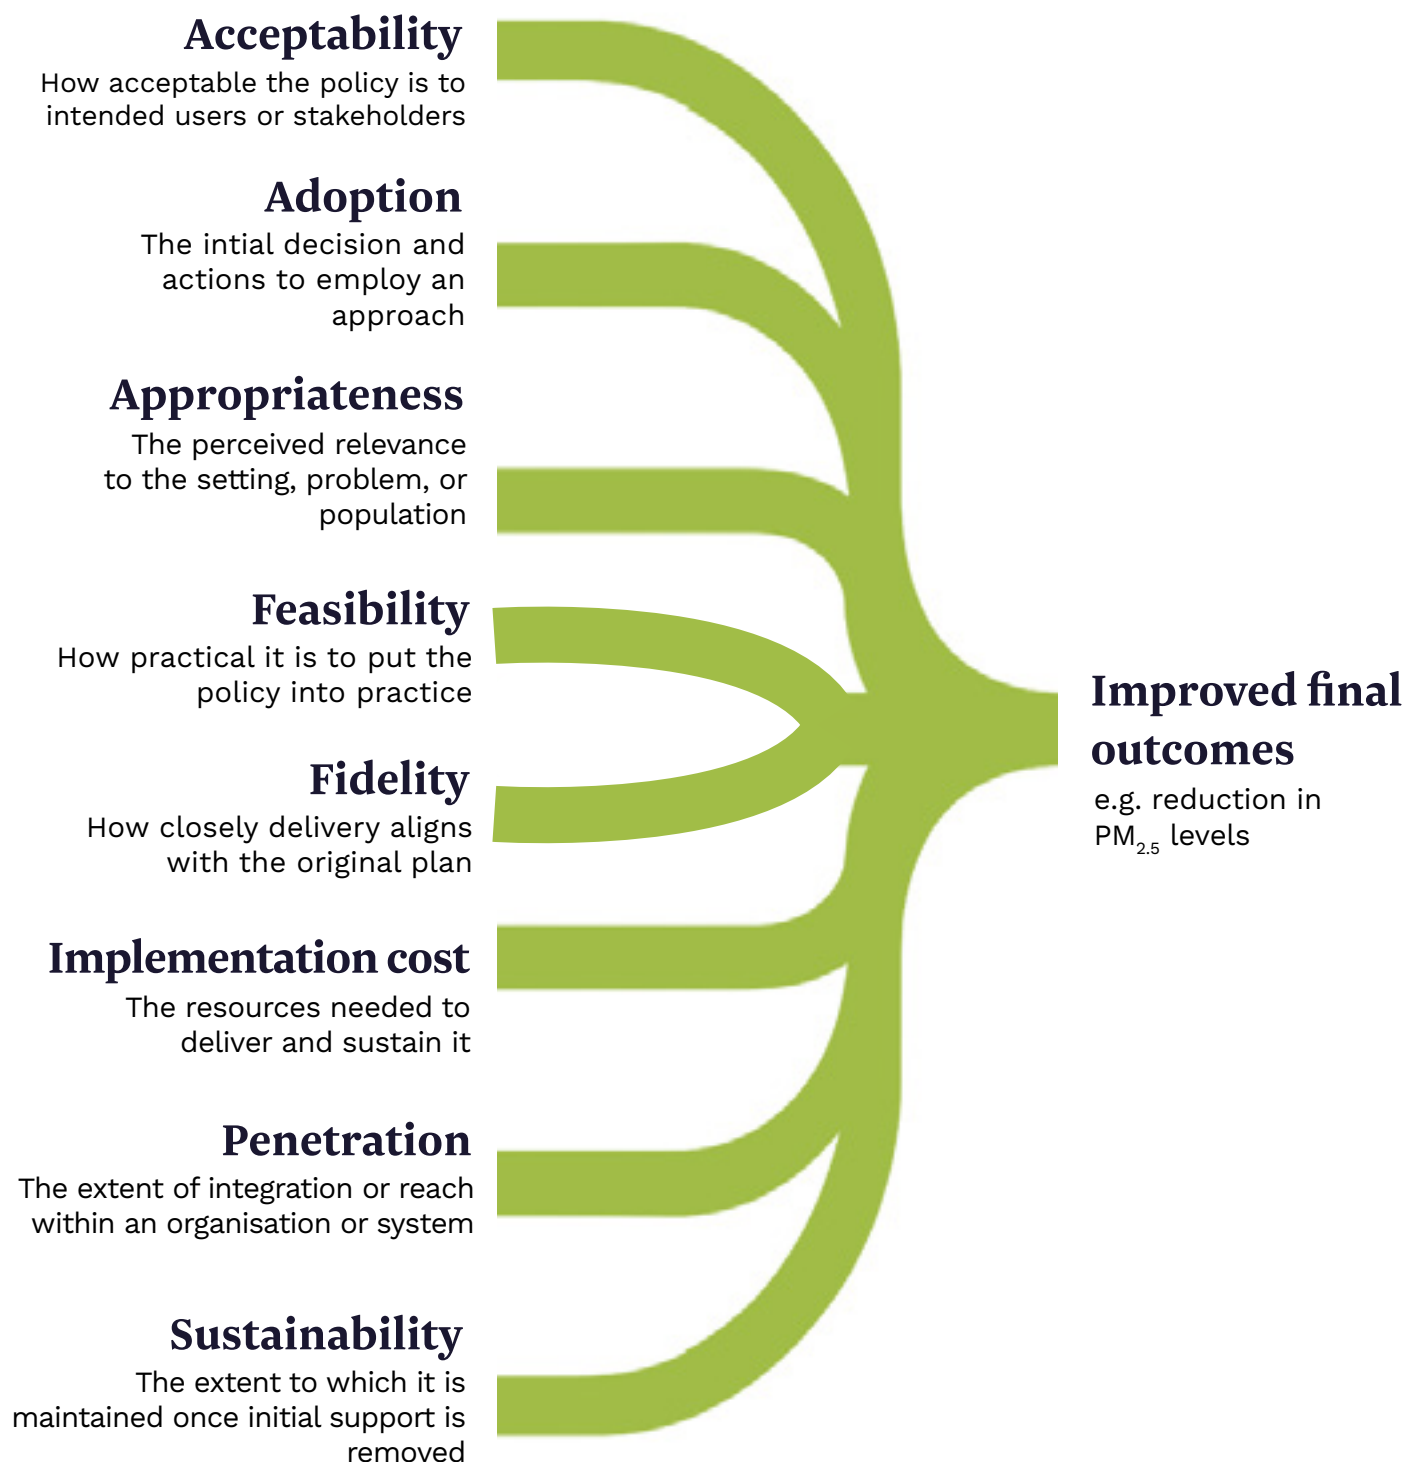 Acceptability
How acceptable the policy is to
intended users or stakeholders
Adoption
The intial decision and
actions to employ an
approach
Appropriateness
The perceived relevance
to the setting, problem, or
population
Feasibility
How practical it is to put the
policy into practice
Fidelity
How closely delivery aligns
with the original plan
Implementation cost
The resources needed to
deliver and sustain it
Penetration
The extent of integration or reach
within an organisation or system
Sustainability
The extent to which it is
maintained once initial support is
removed
Improved final
outcomes
e.g. reduction in
PM2.5 levels